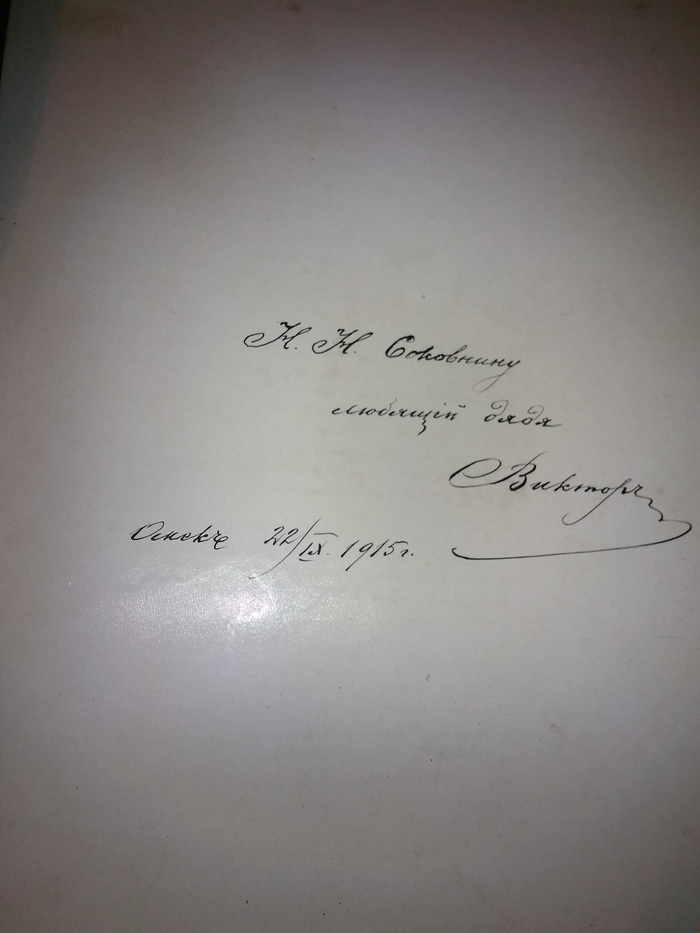 Н. Н. Соковнину
любящій дядя
Викторъ
Омскъ 22/IX. 1915 г.